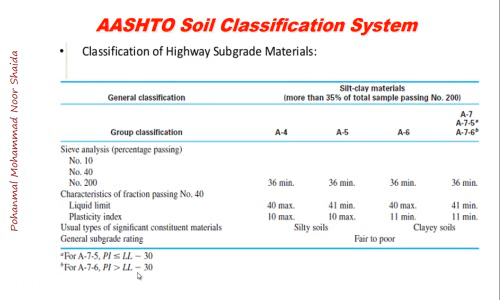 AASHTO Soil Classification System
• Classification of Highway Subgrade Materials:
Pohanmal Mohammad Noor Shaida
Silt-clay materials
General classification (more than 35% of total sample passing No. 200)
A-7
A-7-5ᵃ
Group classification A-4 A-5 A-6 A-7-6ᵇ
Sieve analysis (percentage passing)
No. 10
No. 40
No. 200 36 min. 36 min. 36 min. 36 min.
Characteristics of fraction passing No. 40
Liquid limit 40 max. 41 min. 40 max. 41 min.
Plasticity index 10 max. 10 max. 11 min. 11 min.
Usual types of significant constituent materials Silty soils Clayey soils
General subgrade rating Fair to poor
ᵃFor A-7-5, PI ≤ LL − 30
ᵇFor A-7-6, PI > LL − 30